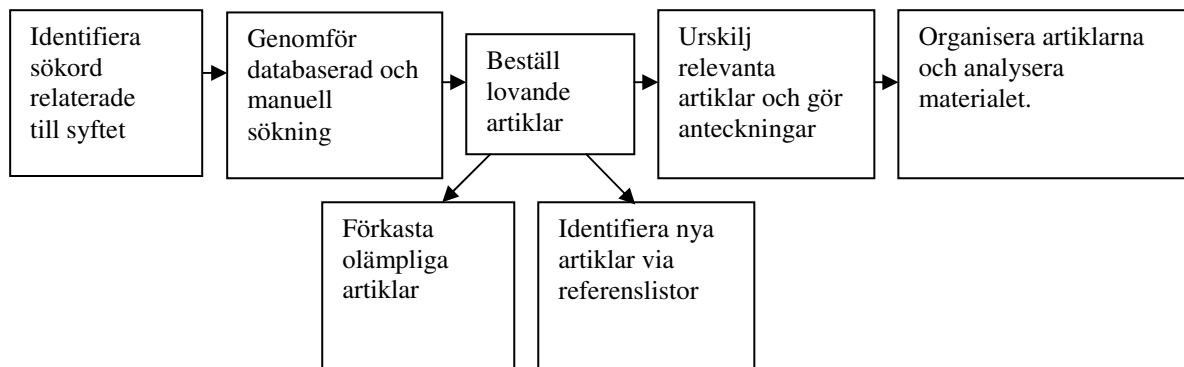 Identifiera
sökord
relaterade
till syftet
Genomför
databaserad och
manuell
sökning
Beställ
lovande
artiklar
Urskilj
relevanta
artiklar och gör
anteckningar
Organisera artiklarna
och analysera
materialet.
Förkasta
olämpliga
artiklar
Identifiera nya
artiklar via
referenslistor